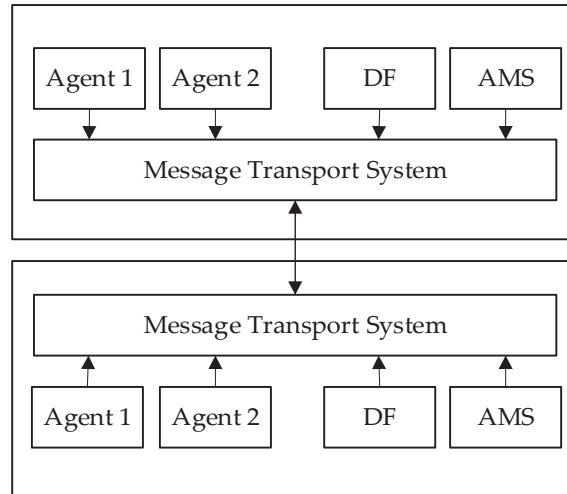 Agent 1 Agent 2 DF AMS
Message Transport System
Message Transport System
Agent 1 Agent 2 DF AMS